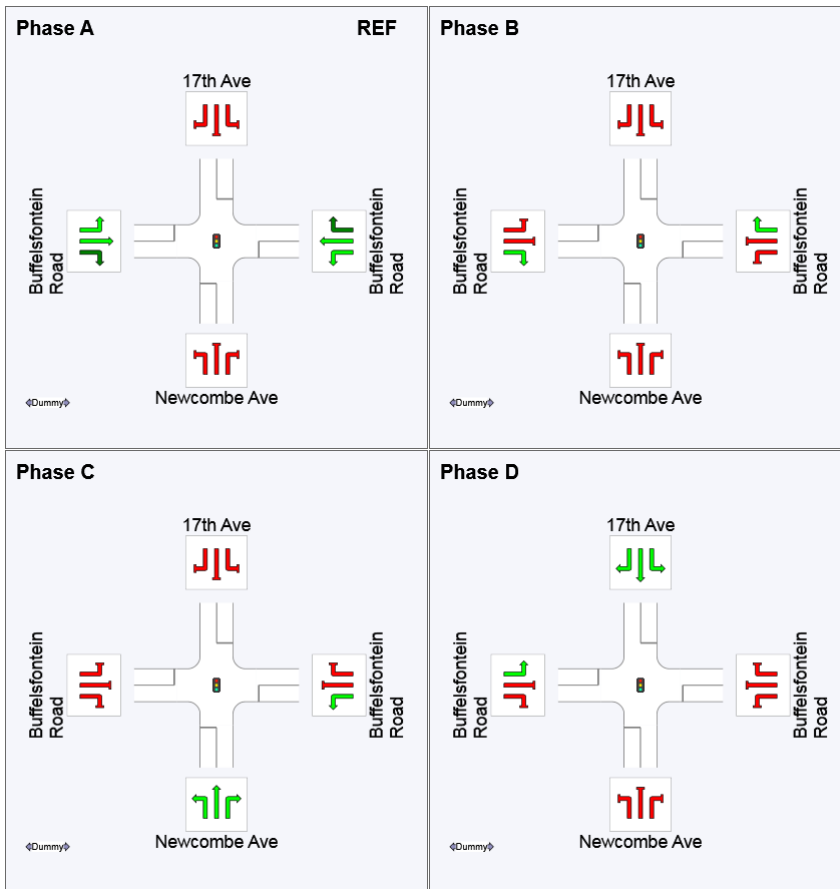 Phase A
REF
17th Ave
Buffelsfontein
Road
Buffelsfontein
Road
Newcombe Ave
Dummy
Phase B
17th Ave
Buffelsfontein
Road
Buffelsfontein
Road
Newcombe Ave
Dummy
Phase C
17th Ave
Buffelsfontein
Road
Buffelsfontein
Road
Newcombe Ave
Dummy
Phase D
17th Ave
Buffelsfontein
Road
Buffelsfontein
Road
Newcombe Ave
Dummy